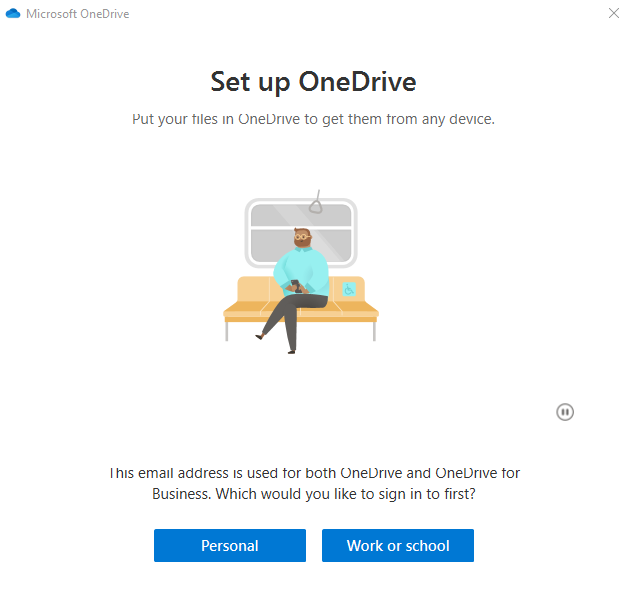 Microsoft OneDrive
Set up OneDrive
Put your files in OneDrive to get them from any device.
This email address is used for both OneDrive and OneDrive for
Business. Which would you like to sign in to first?
Personal
Work or school